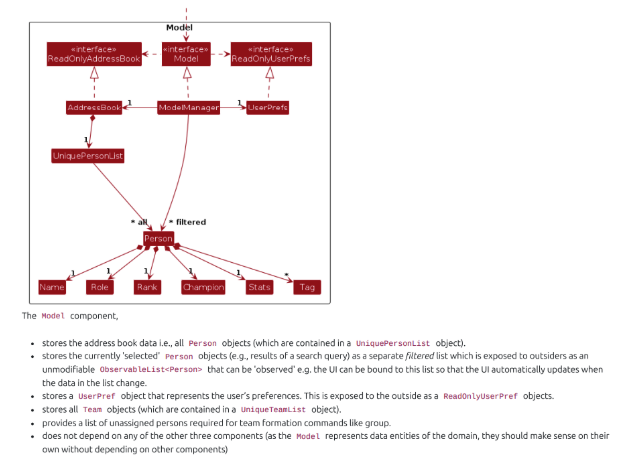 Model
«interface»
ReadOnlyAddressBook
«interface»
Model
«interface»
ReadOnlyUserPrefs
AddressBook
1
ModelManager
1
UserPrefs
1
UniquePersonList
* all
* filtered
Person
1
1
1
1
1
*
Name
Role
Rank
Champion
Stats
Tag
The Model component,
• stores the address book data i.e., all Person objects (which are contained in a UniquePersonList object).
• stores the currently 'selected' Person objects (e.g., results of a search query) as a separate filtered list which is exposed to outsiders as an
unmodifiable ObservableList<Person> that can be 'observed' e.g. the UI can be bound to this list so that the UI automatically updates when
the data in the list change.
• stores a UserPref object that represents the user's preferences. This is exposed to the outside as a ReadOnlyUserPref objects.
• stores all Team objects (which are contained in a UniqueTeamList object).
• provides a list of unassigned persons required for team formation commands like group.
• does not depend on any of the other three components (as the Model represents data entities of the domain, they should make sense on their
own without depending on other components)